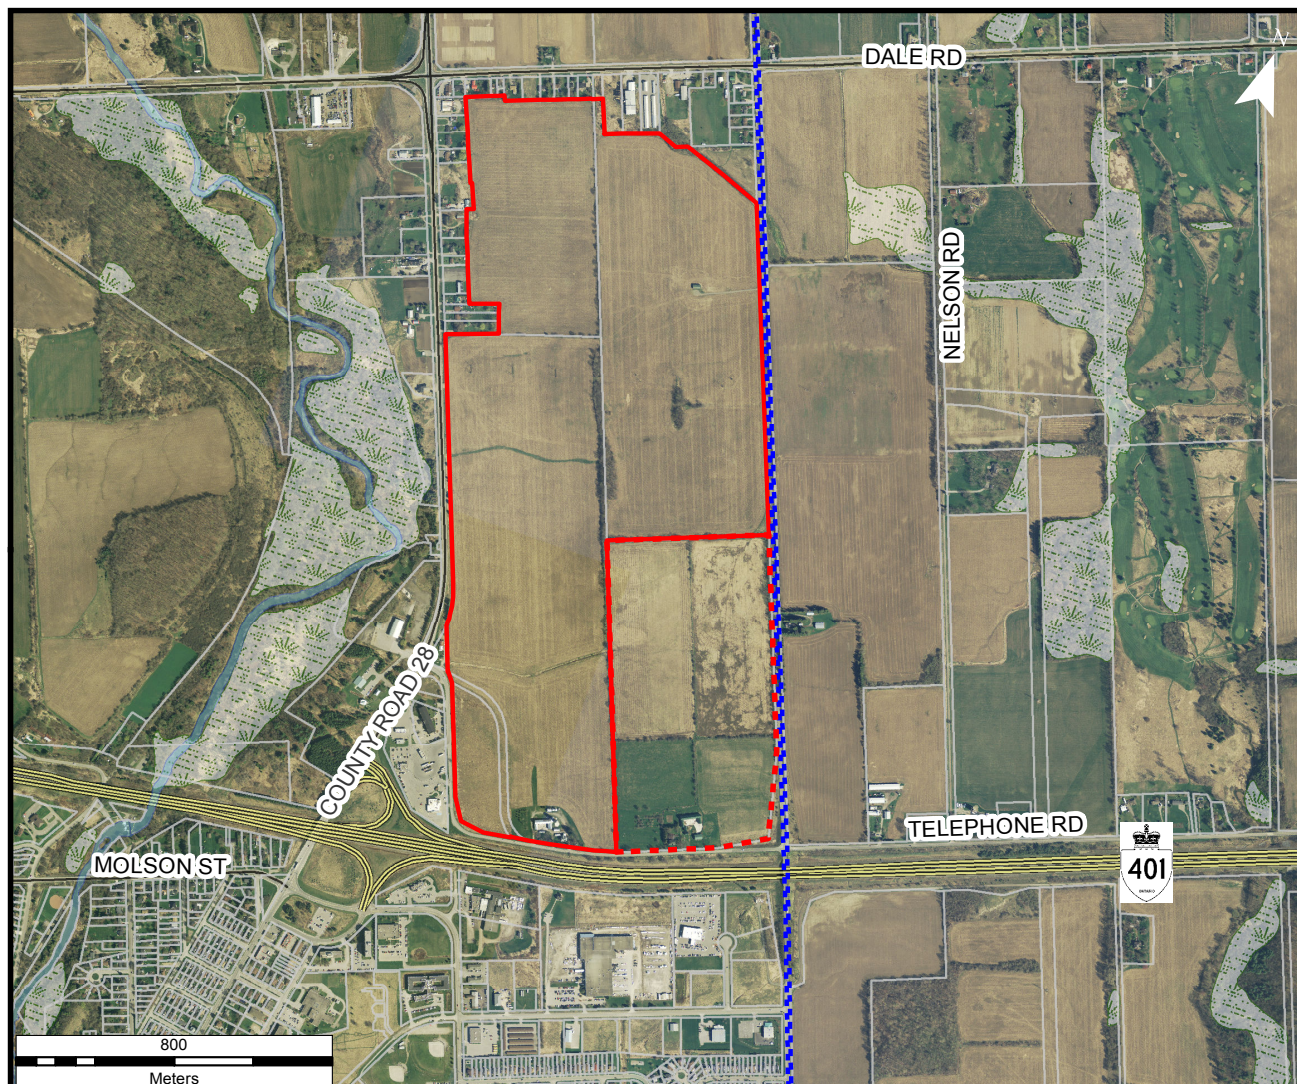 DALE RD
N
NELSON RD
COUNTY ROAD 28
TELEPHONE RD
MOLSON ST
401
ONTARIO
800
Meters